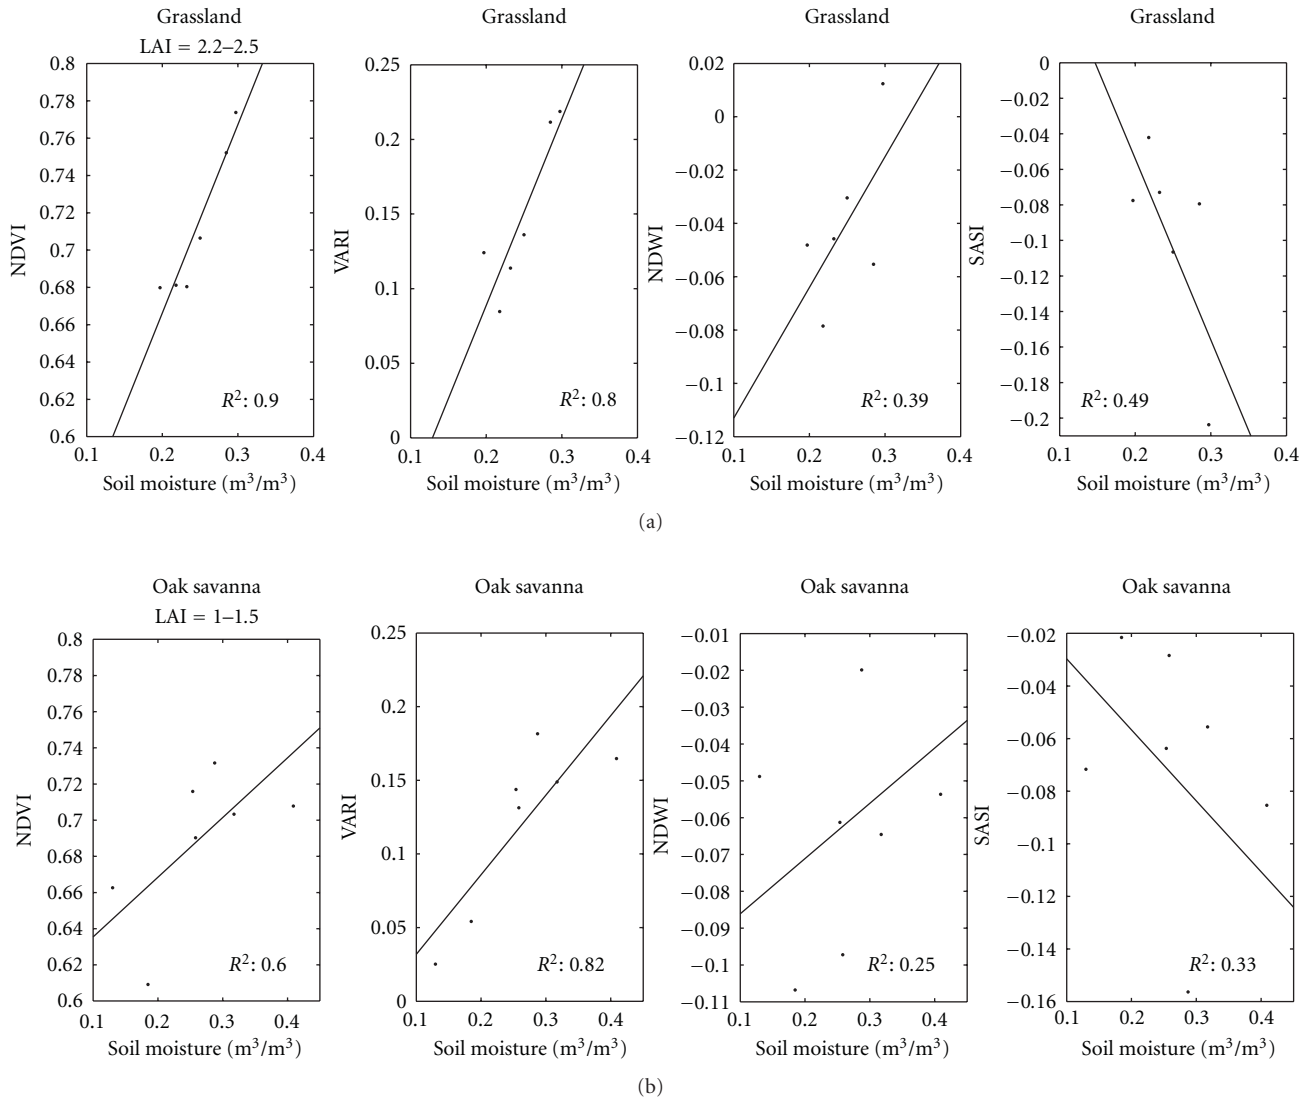 Grassland
LAI = 2.2–2.5
NDVI
0.8
0.78
0.76
0.74
0.72
0.7
0.68
0.66
0.64
0.62
0.6
R²: 0.9
0.1 0.2 0.3 0.4
Soil moisture (m³/m³)
Grassland
VARI
0.25
0.2
0.15
0.1
0.05
0
R²: 0.8
0.1 0.2 0.3 0.4
Soil moisture (m³/m³)
Grassland
NDWI
0.02
0
−0.02
−0.04
−0.06
−0.08
−0.1
−0.12
R²: 0.39
0.1 0.2 0.3 0.4
Soil moisture (m³/m³)
Grassland
SASI
0
−0.02
−0.04
−0.06
−0.08
−0.1
−0.12
−0.14
−0.16
−0.18
−0.2
R²: 0.49
0.1 0.2 0.3 0.4
Soil moisture (m³/m³)
(a)
Oak savanna
LAI = 1–1.5
NDVI
0.8
0.78
0.76
0.74
0.72
0.7
0.68
0.66
0.64
0.62
0.6
R²: 0.6
0.1 0.2 0.3 0.4
Soil moisture (m³/m³)
Oak savanna
VARI
0.25
0.2
0.15
0.1
0.05
0
R²: 0.82
0.1 0.2 0.3 0.4
Soil moisture (m³/m³)
Oak savanna
NDWI
−0.01
−0.02
−0.03
−0.04
−0.05
−0.06
−0.07
−0.08
−0.09
−0.1
−0.11
R²: 0.25
0.1 0.2 0.3 0.4
Soil moisture (m³/m³)
Oak savanna
SASI
−0.02
−0.04
−0.06
−0.08
−0.1
−0.12
−0.14
−0.16
R²: 0.33
0.1 0.2 0.3 0.4
Soil moisture (m³/m³)
(b)